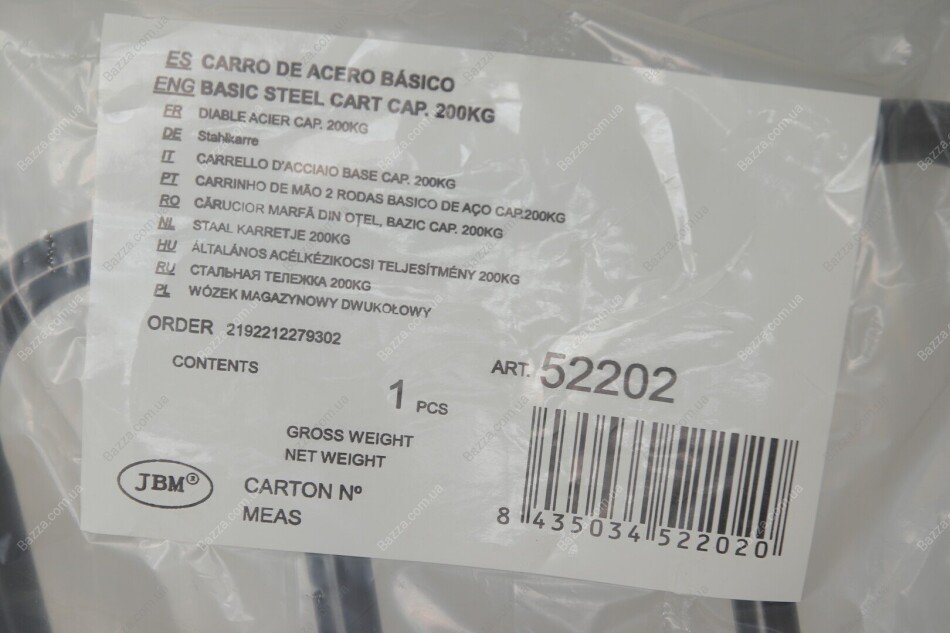 ES CARRO DE ACERO BÁSICO
ENG BASIC STEEL CART CAP. 200KG
FR DIABLE ACIER CAP. 200KG
DE Stahlkarre
IT CARRELLO D'ACCIAIO BASE CAP. 200KG
PT CARRINHO DE MÃO 2 RODAS BASICO DE AÇO CAP.200KG
RO CĂRUCIOR MARFĂ DIN OȚEL, BAZIC CAP. 200KG
NL STAAL KARRETJE 200KG
HU ÁLTALÁNOS ACÉLKÉZIKOCSI TELJESÍTMÉNY 200KG
RU СТАЛЬНАЯ ТЕЛЕЖКА 200KG
PL WÓZEK MAGAZYNOWY DWUKOŁOWY
ORDER 2192212279302
CONTENTS
1 PCS
ART. 52202
GROSS WEIGHT
NET WEIGHT
JBM®
CARTON Nº
MEAS
8 435034 522020
Bazza.com.ua